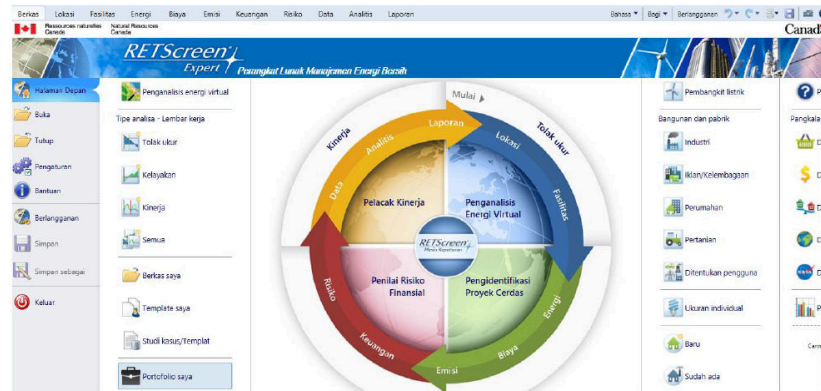 Berkas Lokasi Fasilitas Energi Biaya Emisi Keuangan Risiko Data Analitis Laporan Bahasa Bagi Berlangganan
Ressources naturelles Canada
Natural Resources Canada
Canad
RETScreen
Expert
Perangkat Lunak Manajemen Energi Bersih
Halaman Depan
Buka
Tutup
Pengaturan
Bantuan
Berlangganan
Simpan
Simpan sebagai
Keluar
Penganalisis energi virtual
Tipe analisa - Lembar kerja
Tolak ukur
Kelayakan
Kinerja
Semua
Berkas saya
Template saya
Studi kasus/Templat
Portofolio saya
Mulai
Kinerja
Tolak ukur
Laporan
Lokasi
Analitis
Fasilitas
Data
Pelacak Kinerja
Penganalisis
Energi Virtual
RETScreen
Penilai Risiko
Finansial
Pengidentifikasi
Proyek Cerdas
Risiko
Energi
Keuangan
Biaya
Emisi
Pembangkit listrik
Bangunan dan pabrik
Industri
Iklan/Kelembagaan
Perumahan
Pertanian
Ditentukan pengguna
Ukuran individual
Baru
Sudah ada
P
Pangkala
D
D
D
D
D
P